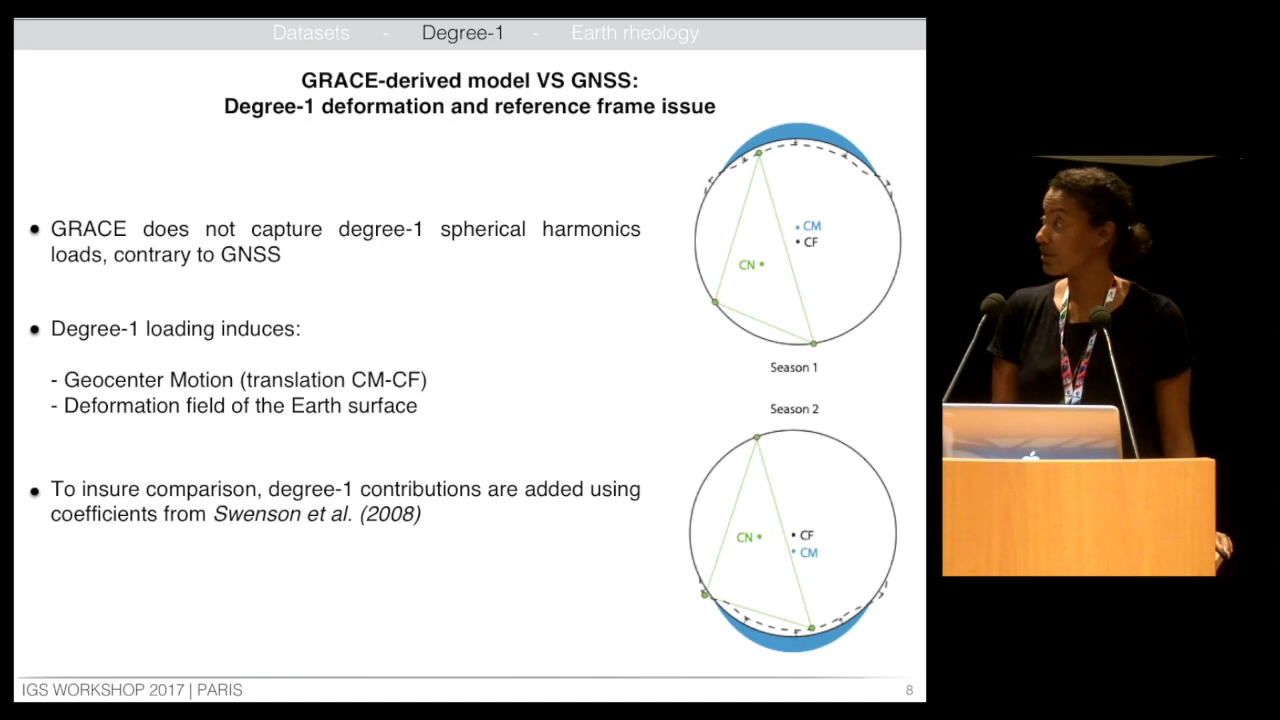 Datasets - Degree-1 - Earth rheology
GRACE-derived model VS GNSS:
Degree-1 deformation and reference frame issue
● GRACE does not capture degree-1 spherical harmonics
loads, contrary to GNSS
● Degree-1 loading induces:
- Geocenter Motion (translation CM-CF)
- Deformation field of the Earth surface
● To insure comparison, degree-1 contributions are added using
coefficients from Swenson et al. (2008)
CM
CF
CN
Season 1
Season 2
CN
CF
CM
IGS WORKSHOP 2017 | PARIS
8